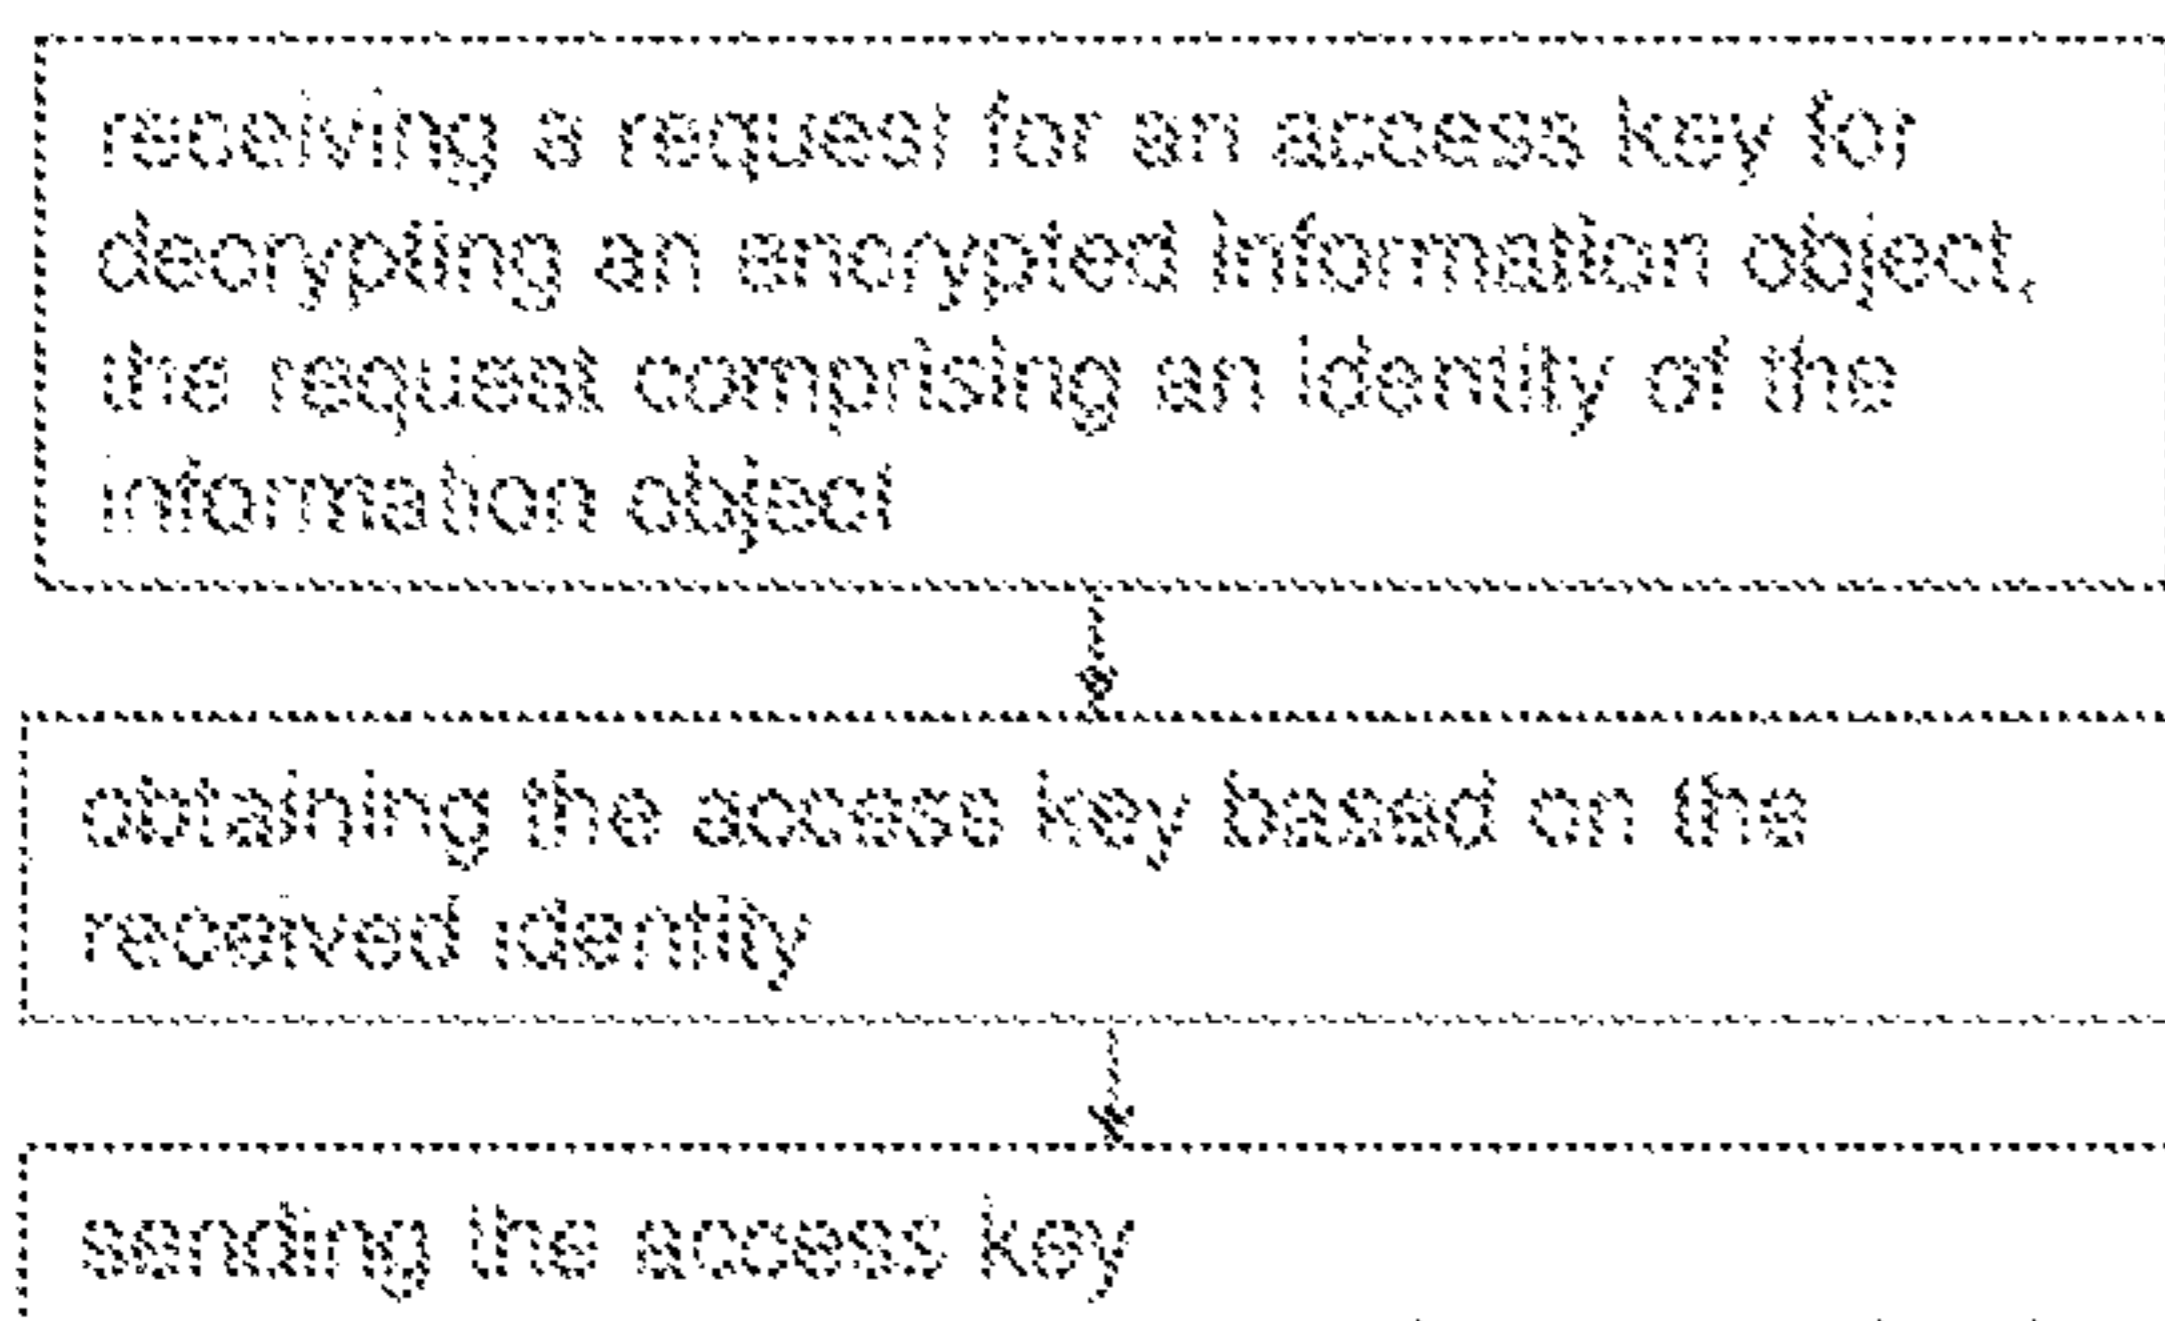 receiving a request for an access key for
decrypting an encrypted information object,
the request comprising an identity of the
information object
obtaining the access key based on the
received identity
sending the access key